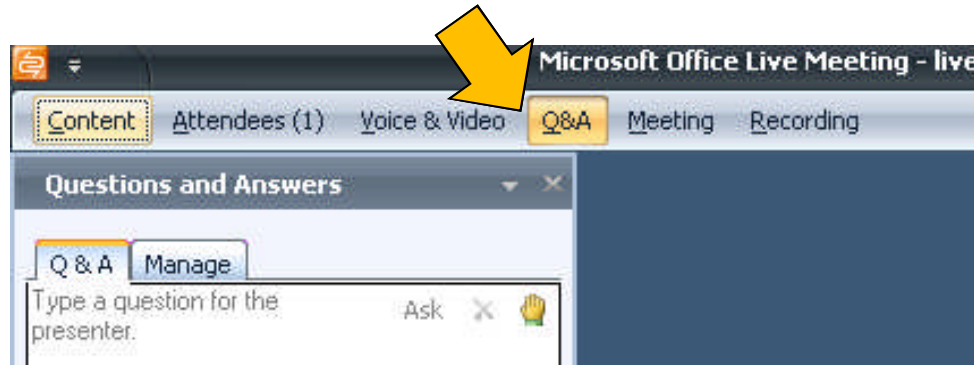 Microsoft Office Live Meeting - live
Content Attendees (1) Voice & Video Q&A Meeting Recording
Questions and Answers
Q & A Manage
Type a question for the
presenter.
Ask